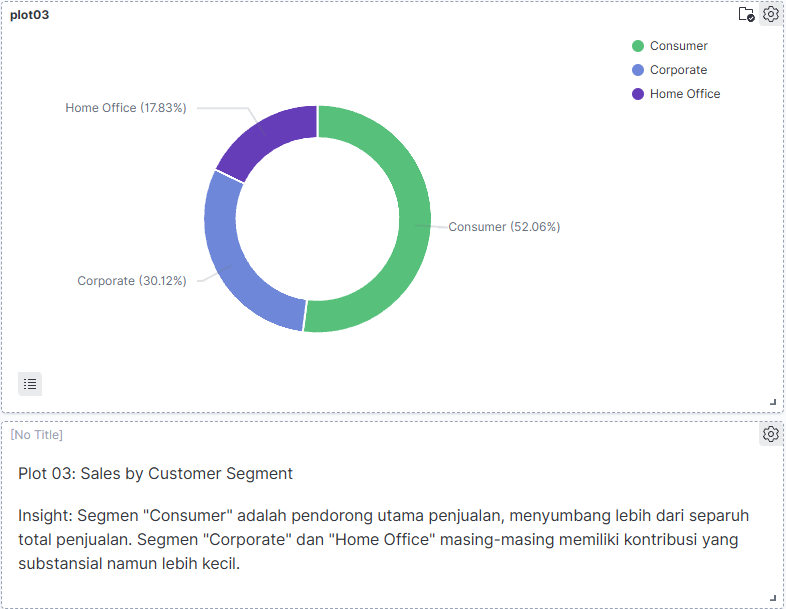 plot03
Consumer
Corporate
Home Office
Home Office (17.83%)
Consumer (52.06%)
Corporate (30.12%)
[No Title]
Plot 03: Sales by Customer Segment
Insight: Segmen "Consumer" adalah pendorong utama penjualan, menyumbang lebih dari separuh
total penjualan. Segmen "Corporate" dan "Home Office" masing-masing memiliki kontribusi yang
substansial namun lebih kecil.